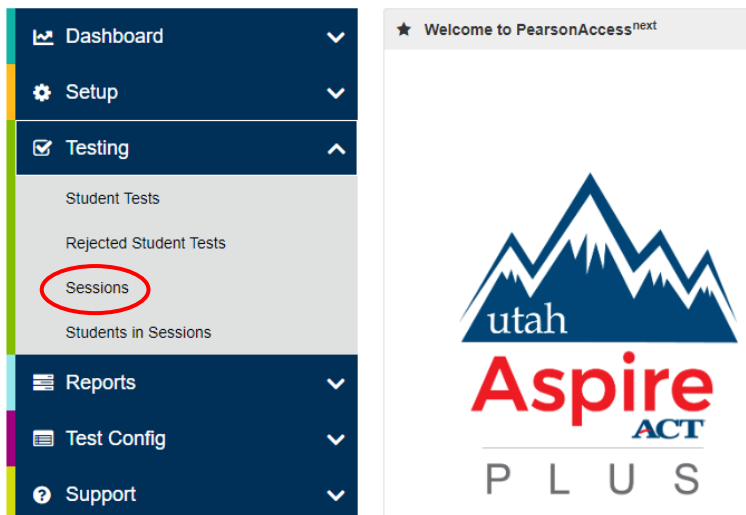 Dashboard
Setup
Testing
Student Tests
Rejected Student Tests
Sessions
Students in Sessions
Reports
Test Config
Support
Welcome to PearsonAccessnext
utah
Aspire
ACT
PLUS